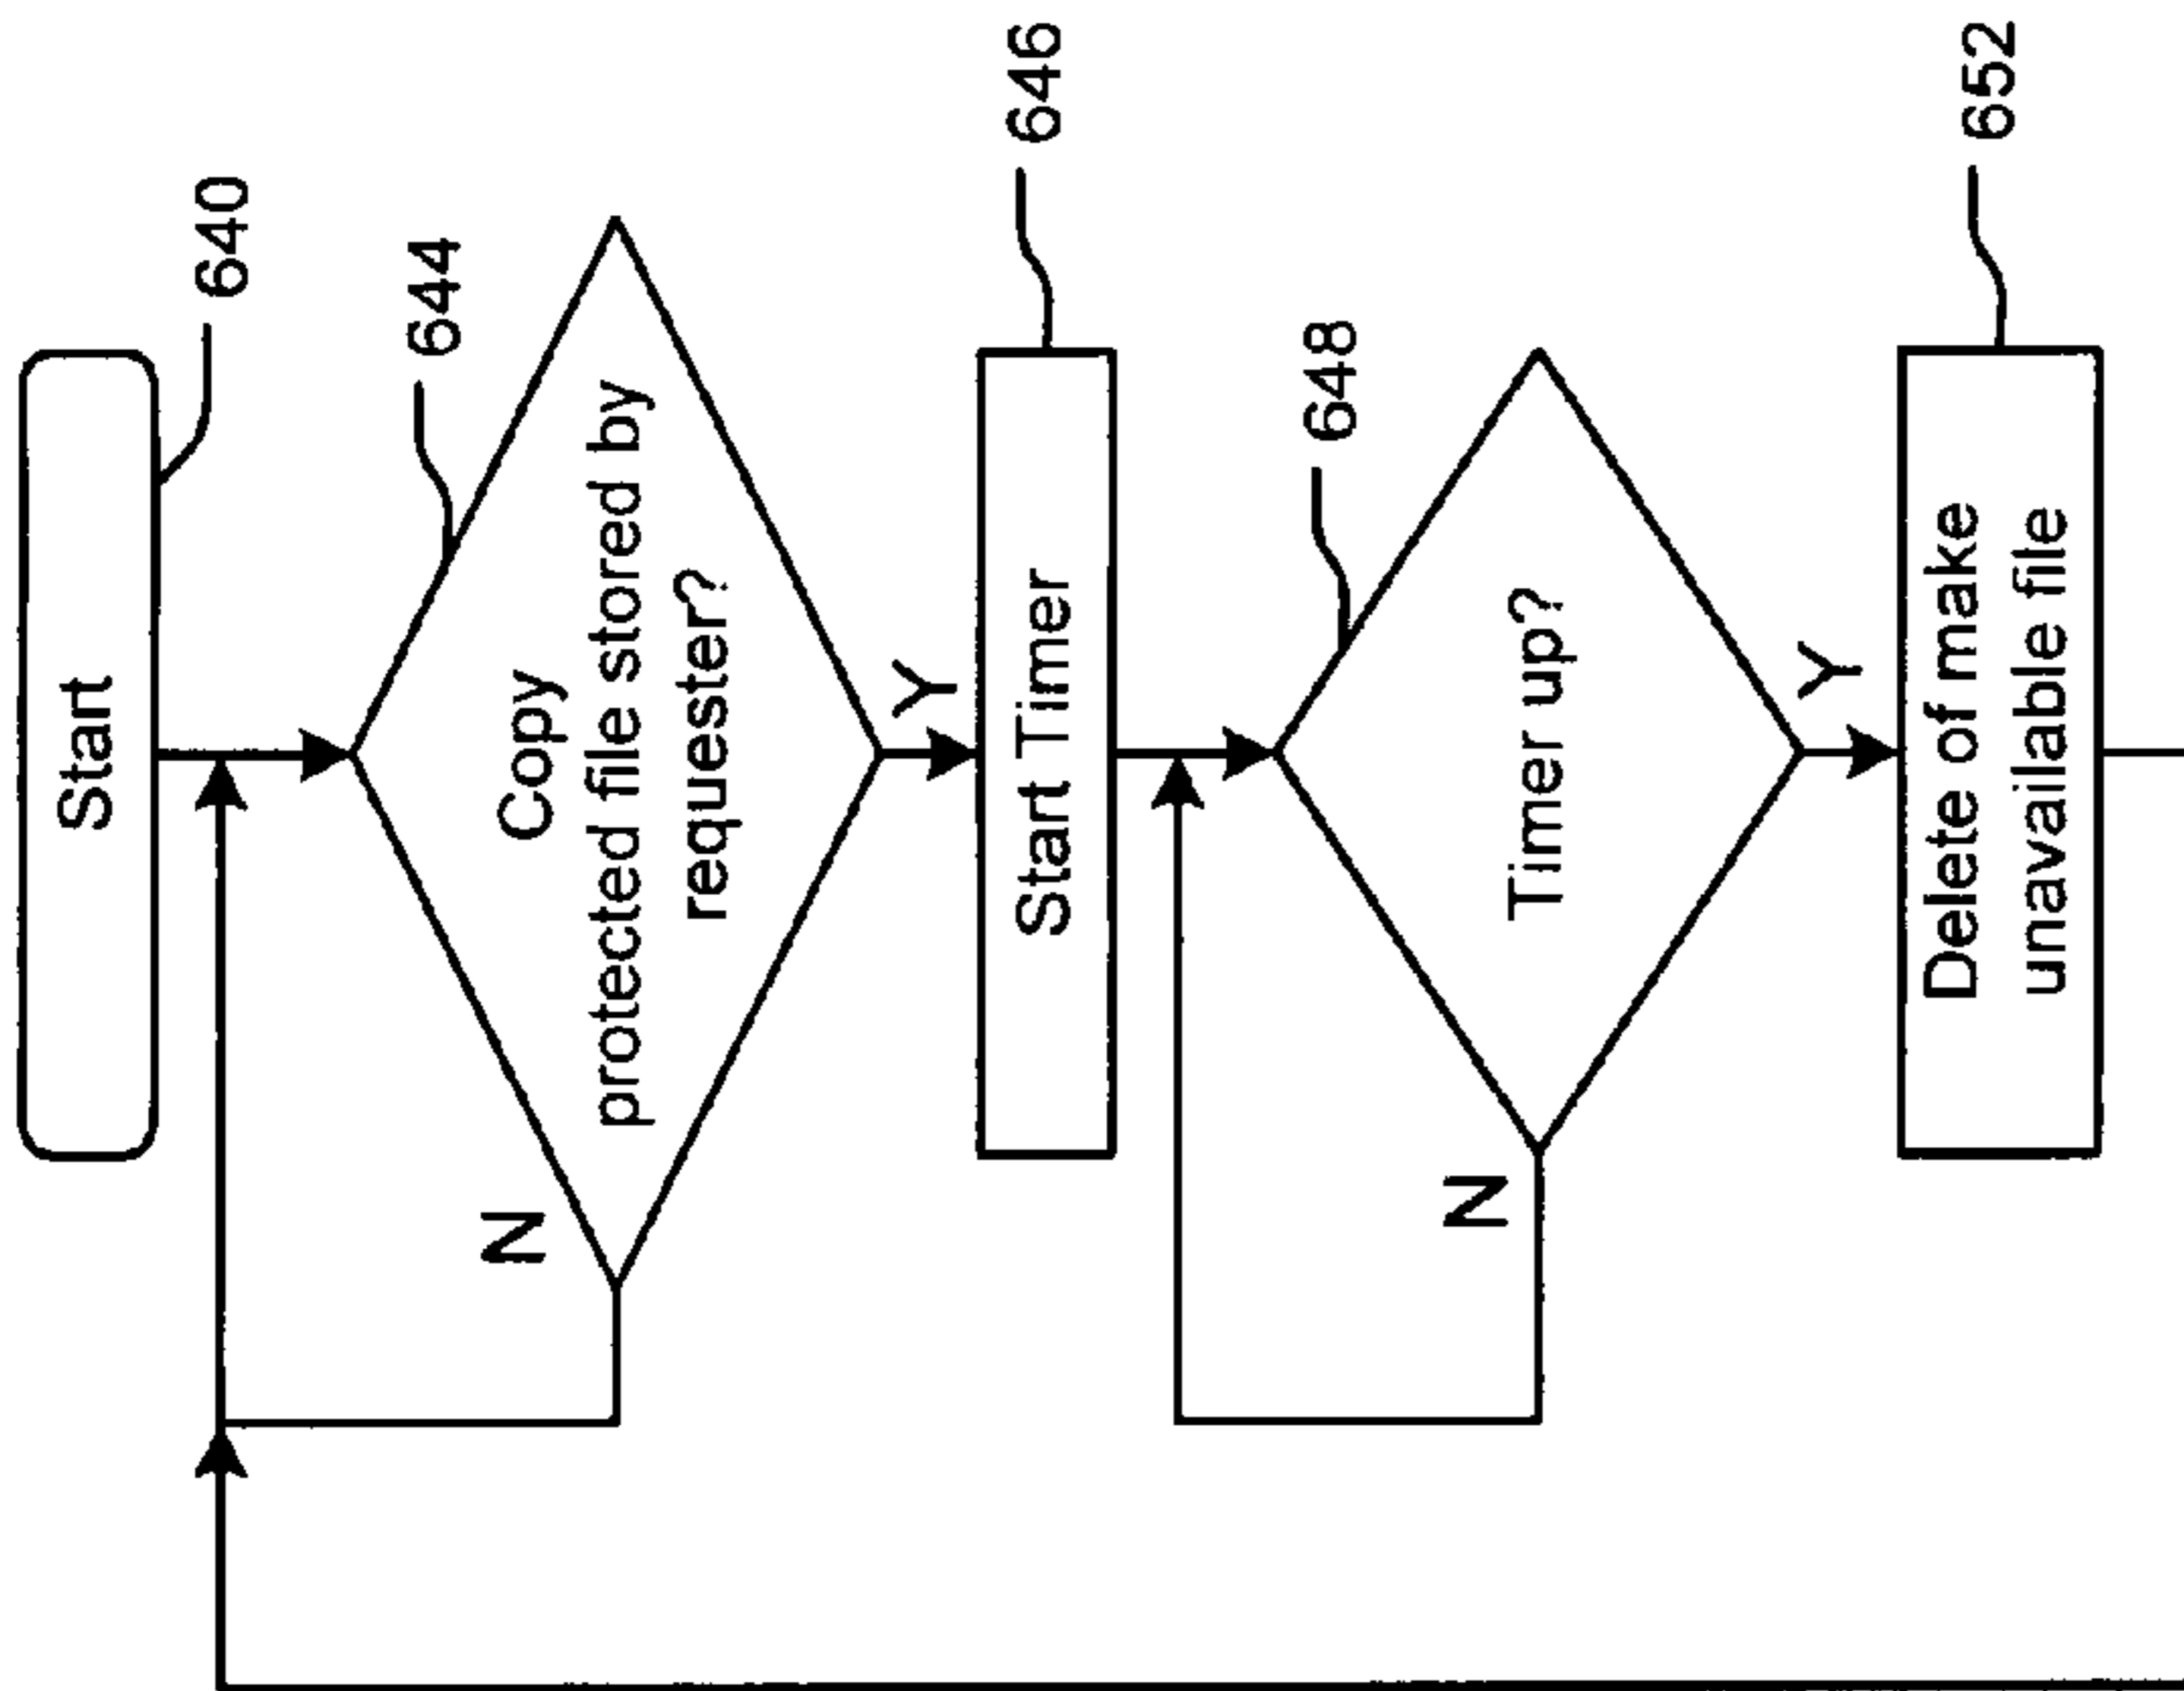 Start
640
644
Copy
protected file stored by
requester?
N
Y
Start Timer
646
648
Timer up?
N
Y
Delete of make
unavailable file
652